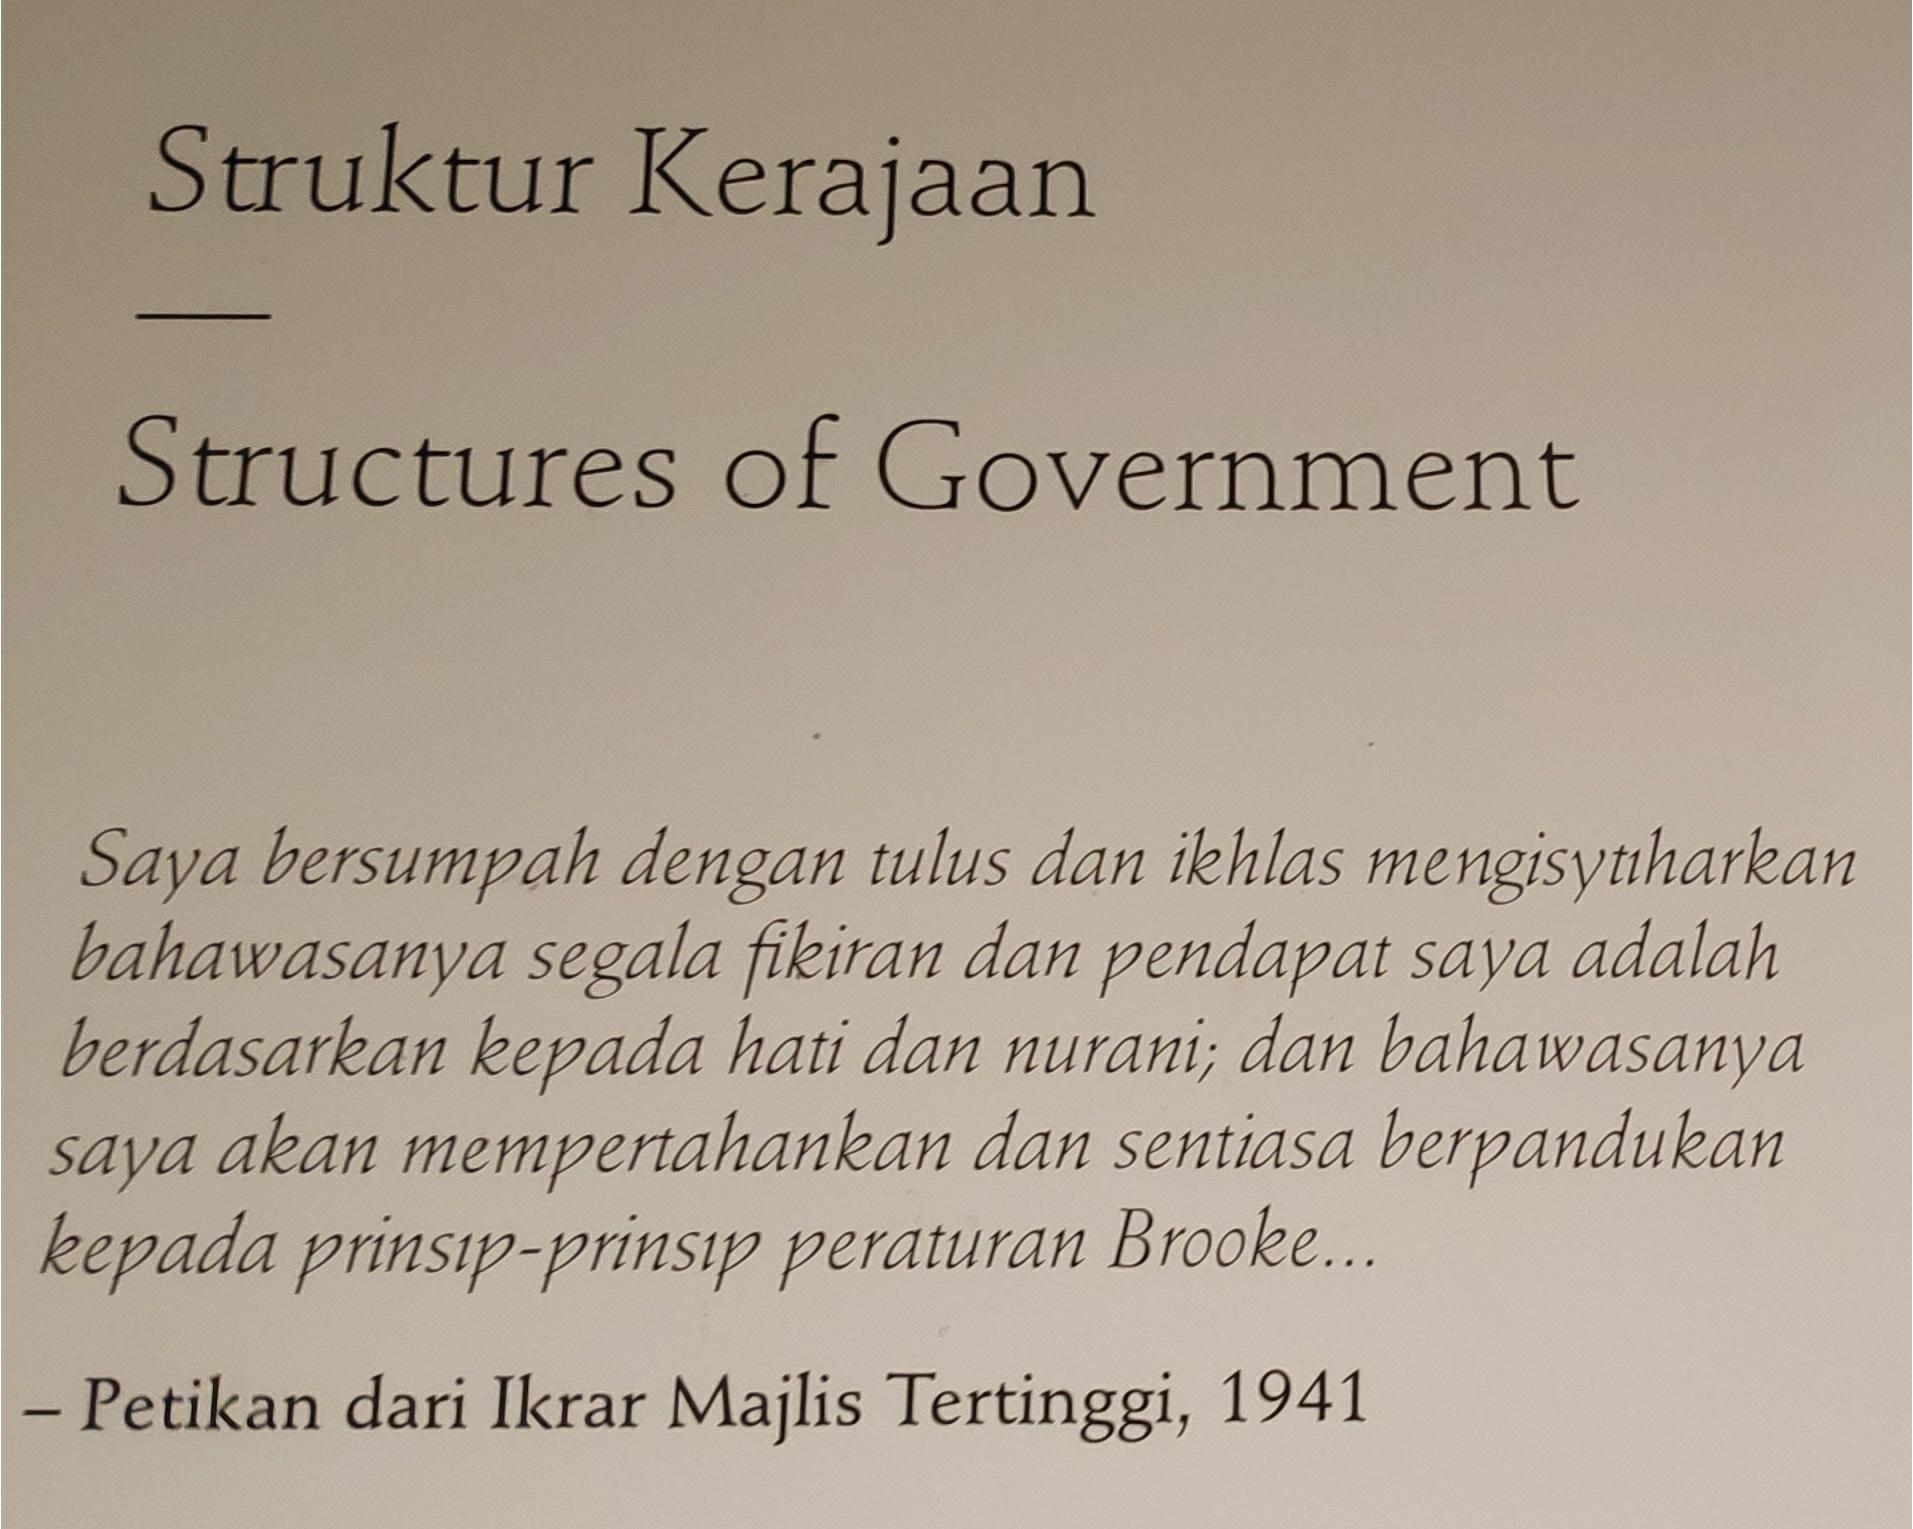 Struktur Kerajaan
—
Structures of Government
Saya bersumpah dengan tulus dan ikhlas mengisytiharkan
bahawasanya segala fikiran dan pendapat saya adalah
berdasarkan kepada hati dan nurani; dan bahawasanya
saya akan mempertahankan dan sentiasa berpandukan
kepada prinsip-prinsip peraturan Brooke...
– Petikan dari Ikrar Majlis Tertinggi, 1941